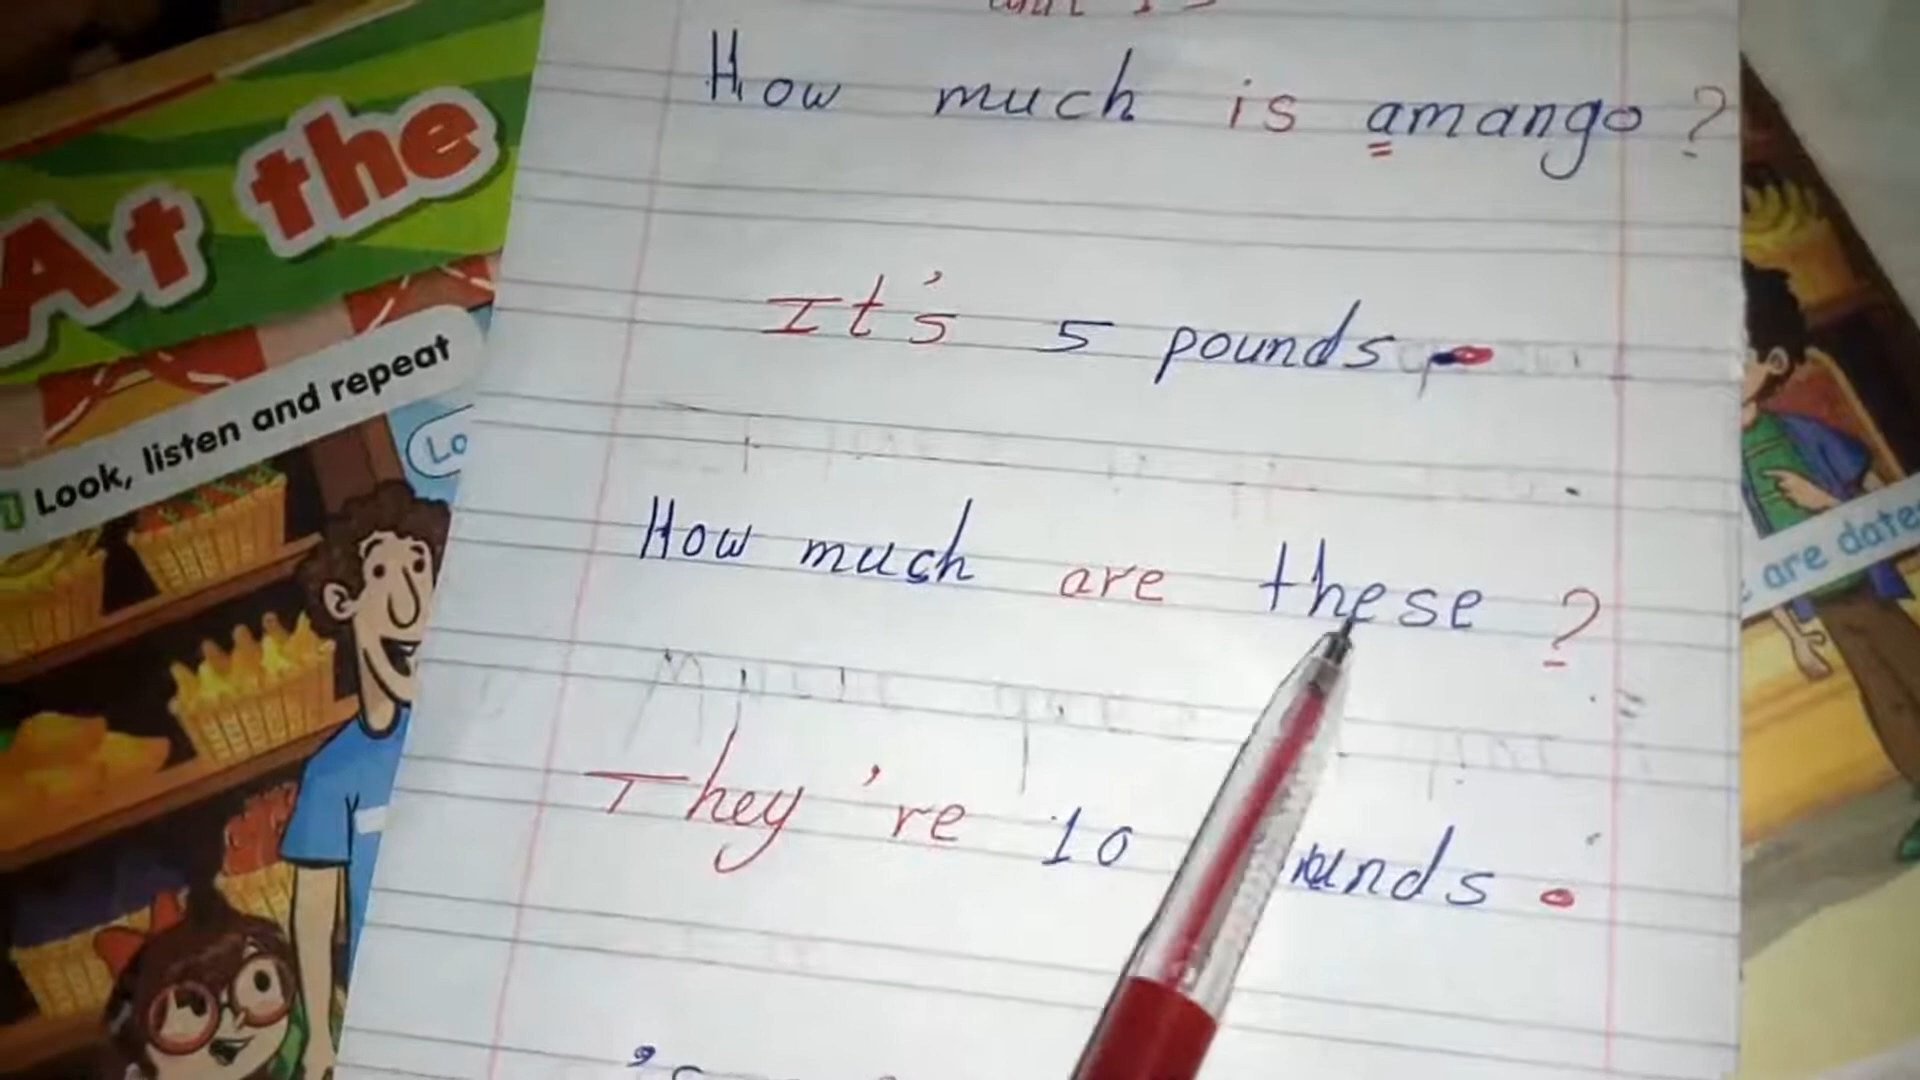 How much is amango ?
It's 5 pounds.
How much are these ?
They're 10 unds.
At the
Look, listen and repeat
Lo
are dates